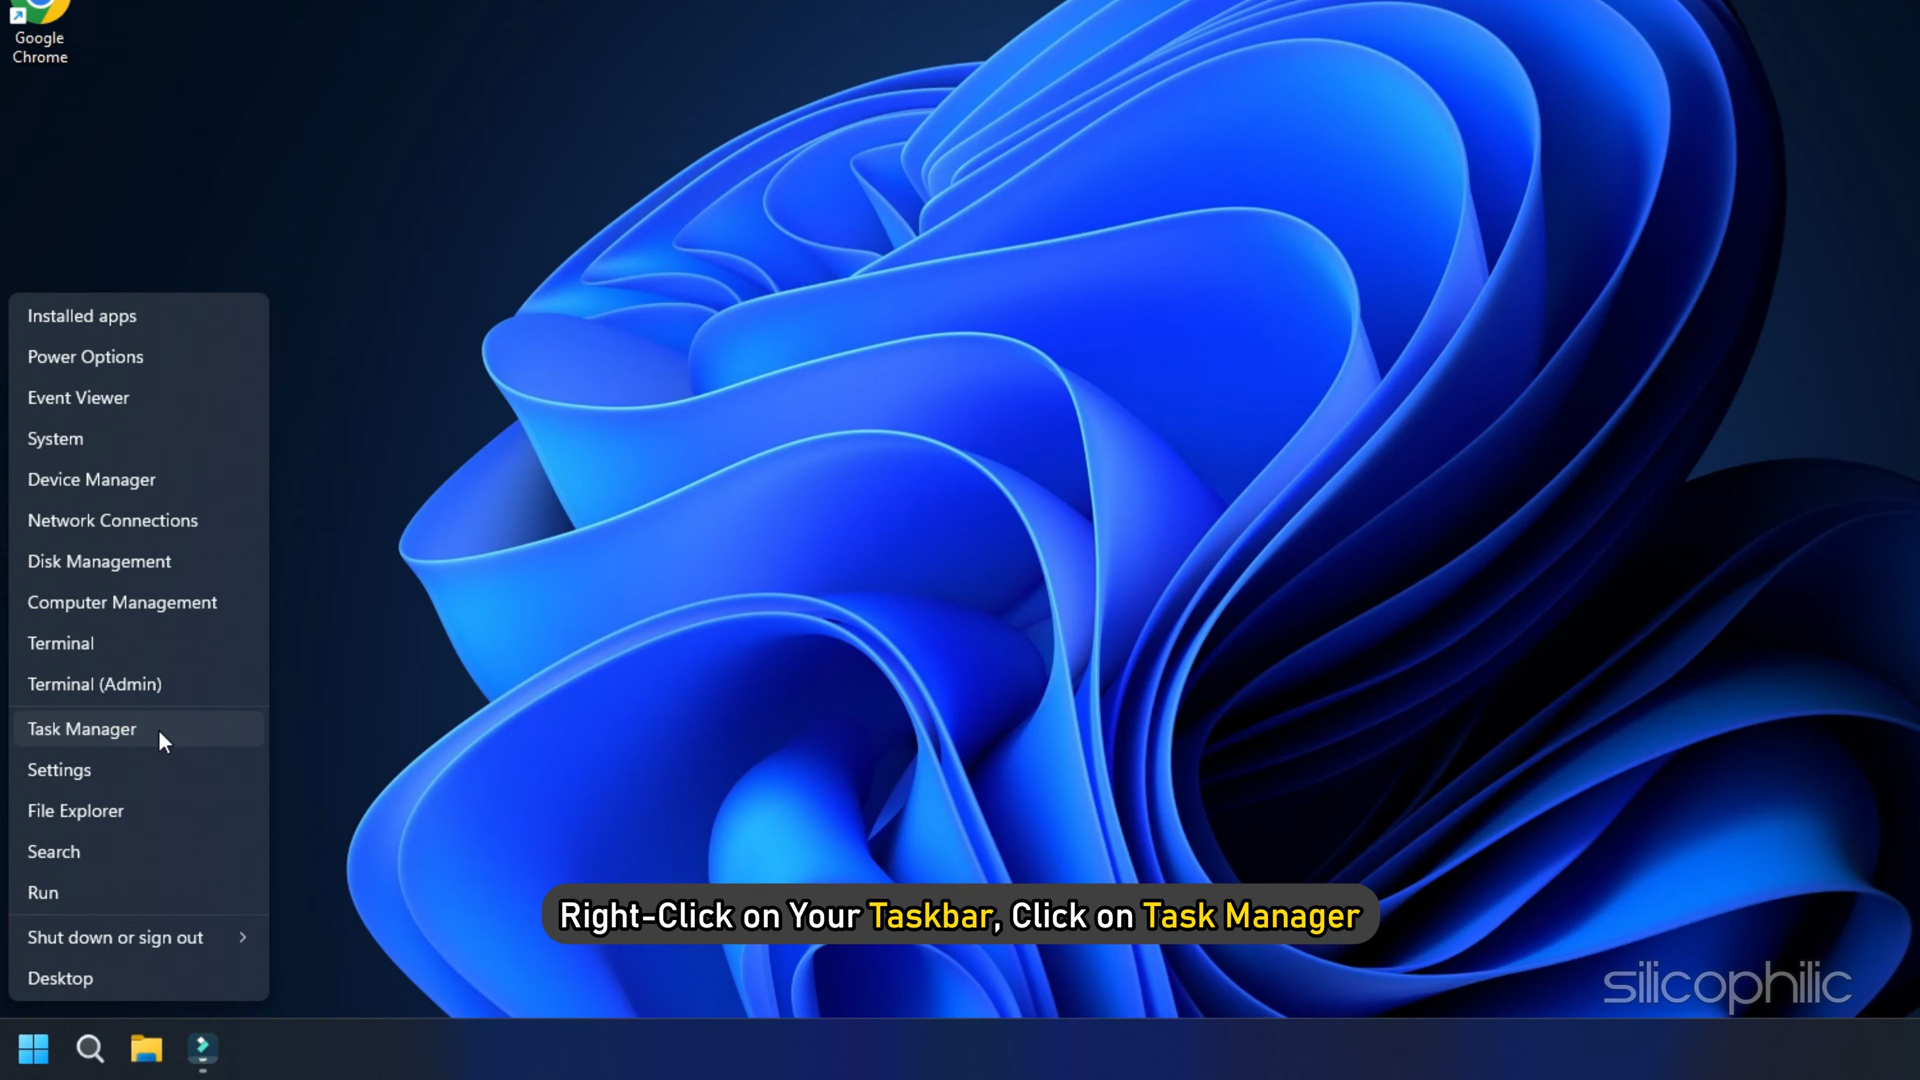 Google
Chrome
Installed apps
Power Options
Event Viewer
System
Device Manager
Network Connections
Disk Management
Computer Management
Terminal
Terminal (Admin)
Task Manager
Settings
File Explorer
Search
Run
Shut down or sign out
Desktop
Right-Click on Your Taskbar, Click on Task Manager
silicophilic